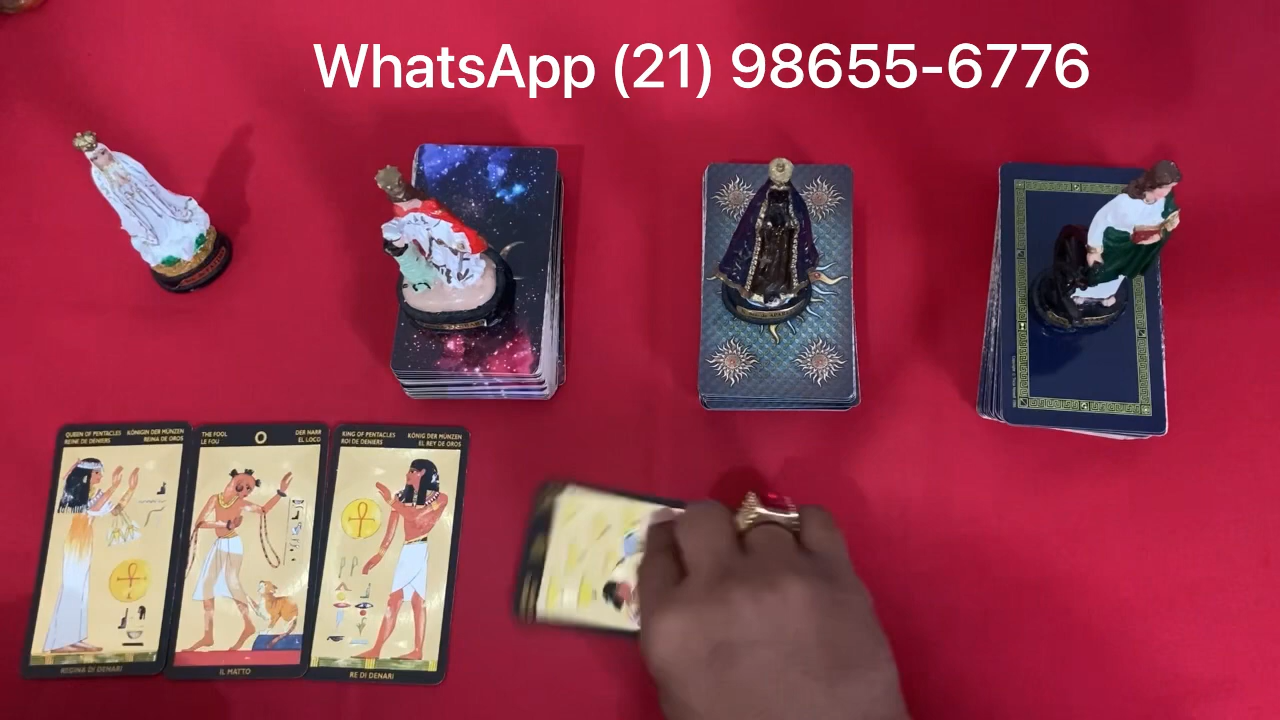 WhatsApp (21) 98655-6776
QUEEN OF PENTACLES KÖNIGIN DER MÜNZEN
REINE DE DENIERS REINA DE OROS
REGINA DI DENARI
THE FOOL 0 DER NARR
LE FOU EL LOCO
IL MATTO
KING OF PENTACLES KÖNIG DER MÜNZEN
ROI DE DENIERS EL REY DE OROS
RE DI DENARI